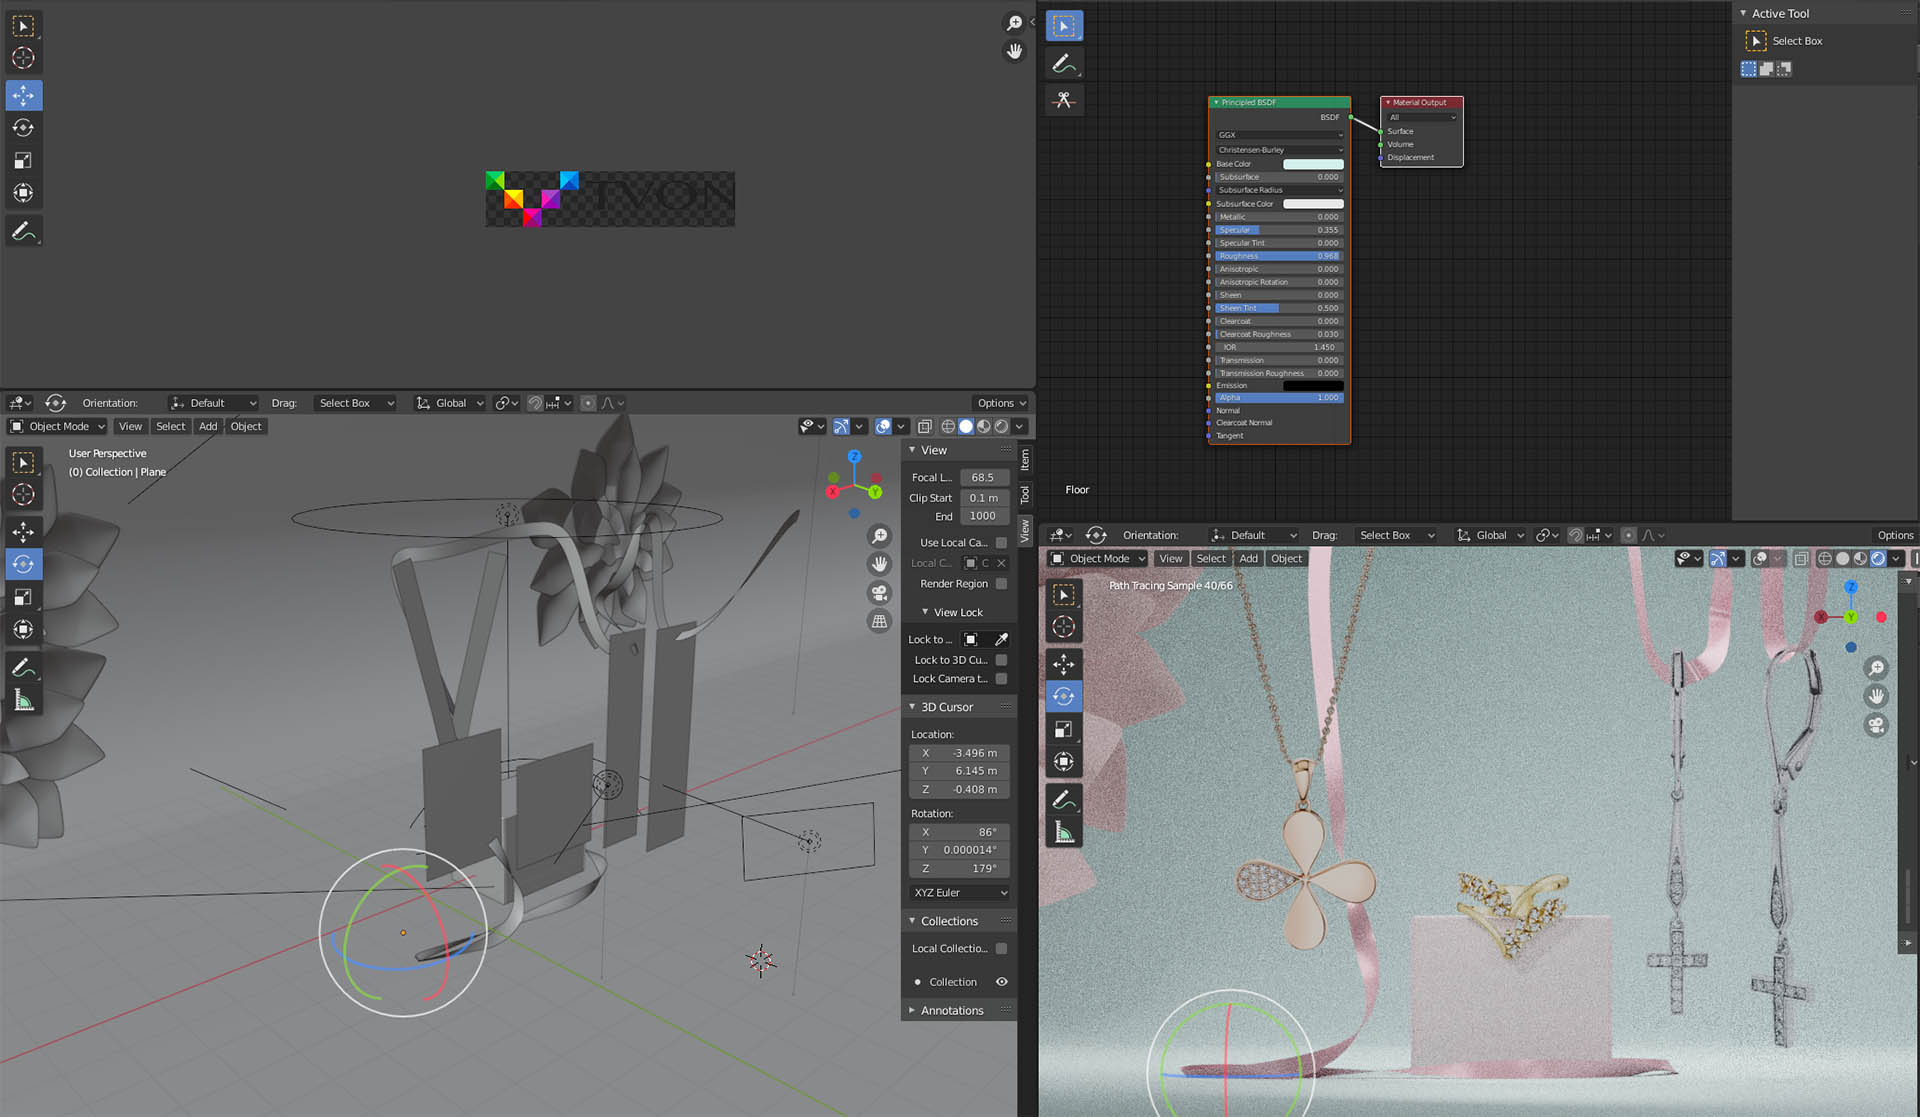 TVON
Orientation: Default Drag: Select Box Global Options
Object Mode View Select Add Object
User Perspective
(0) Collection | Plane
Z
X
Y
View
Focal L... 68.5
Clip Start 0.1 m
End 1000
Use Local Ca...
Local C... C
Render Region
View Lock
Lock to ...
Lock to 3D Cu...
Lock Camera t...
3D Cursor
Location:
X -3.496 m
Y 6.145 m
Z -0.408 m
Rotation:
X 86°
Y 0.000014°
Z 179°
XYZ Euler
Collections
Local Collectio...
Collection
Annotations
Item
Tool
View
Principled BSDF
BSDF
GGX
Christensen-Burley
Base Color
Subsurface 0.000
Subsurface Radius
Subsurface Color
Metallic 0.000
Specular 0.355
Specular Tint 0.000
Roughness 0.968
Anisotropic 0.000
Anisotropic Rotation 0.000
Sheen 0.000
Sheen Tint 0.500
Clearcoat 0.000
Clearcoat Roughness 0.030
IOR 1.450
Transmission 0.000
Transmission Roughness 0.000
Emission
Alpha 1.000
Normal
Clearcoat Normal
Tangent
Material Output
All
Surface
Volume
Displacement
Floor
Active Tool
Select Box
Orientation: Default Drag: Select Box Global Options
Object Mode View Select Add Object
Path Tracing Sample 40/66
Z
Y